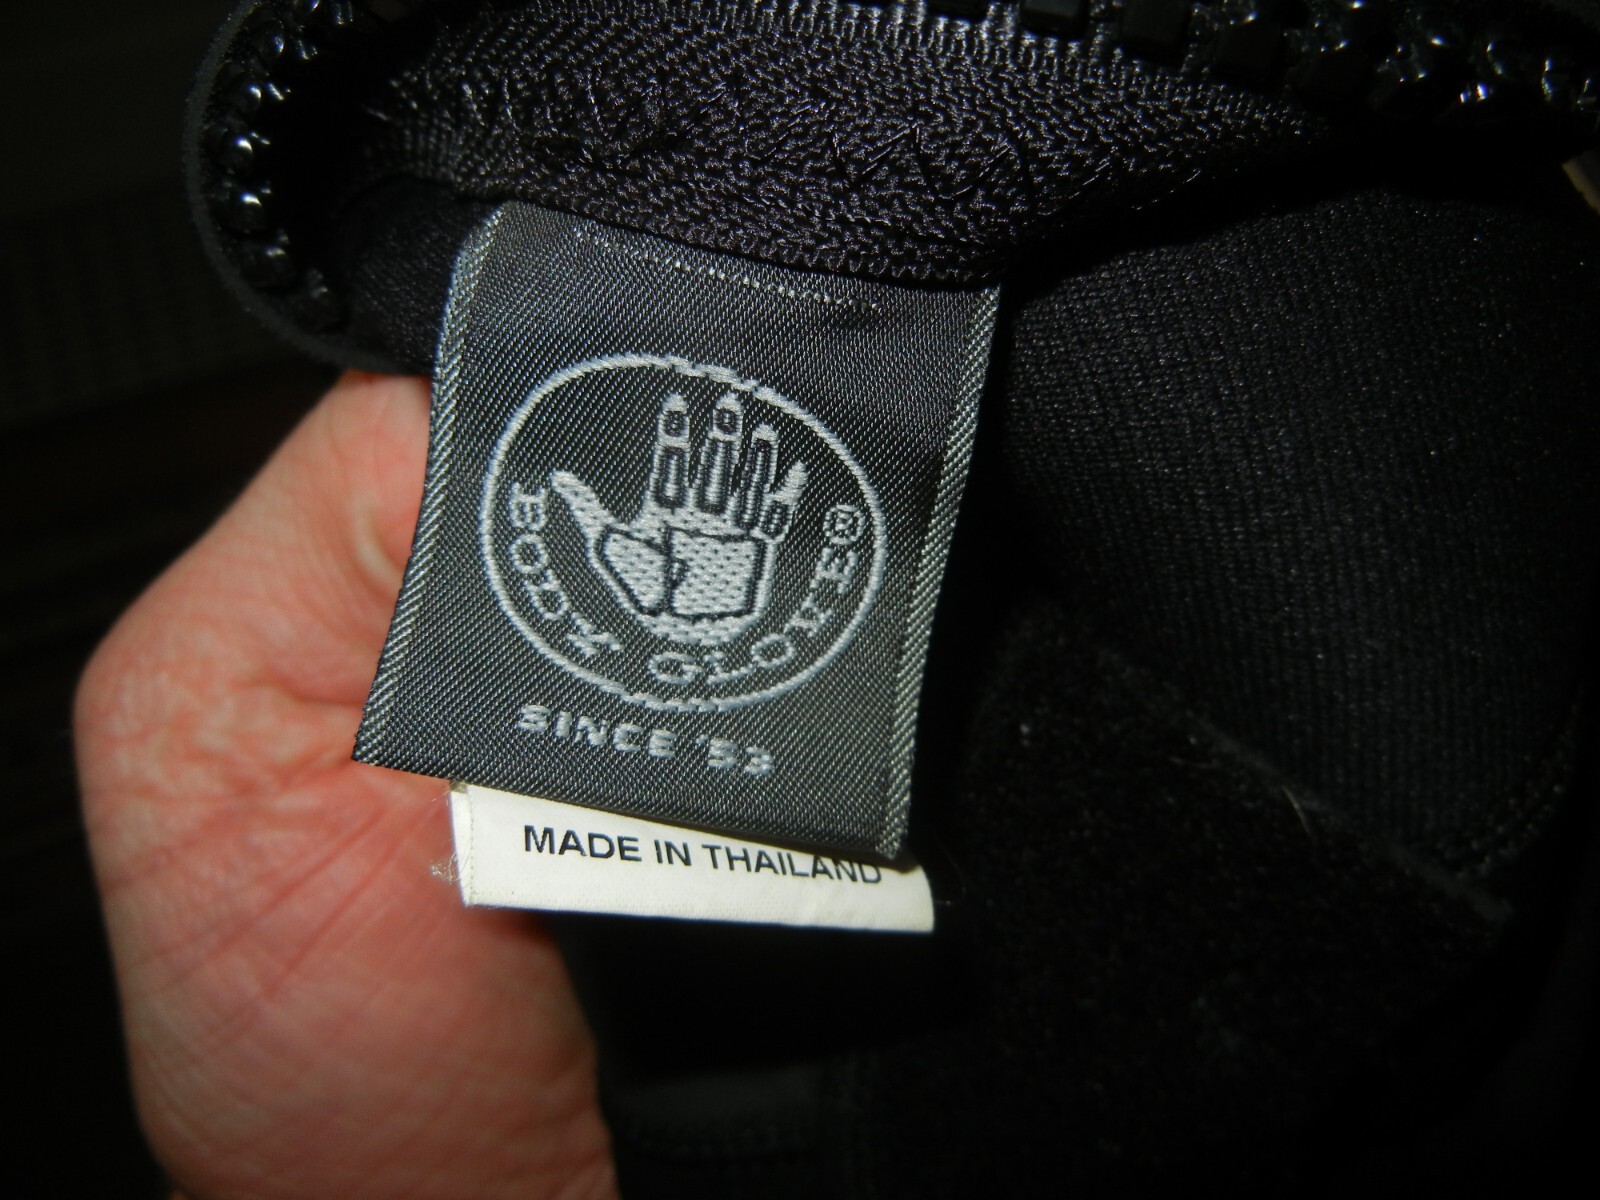 BODY GLOVE®
SINCE '53
MADE IN THAILAND